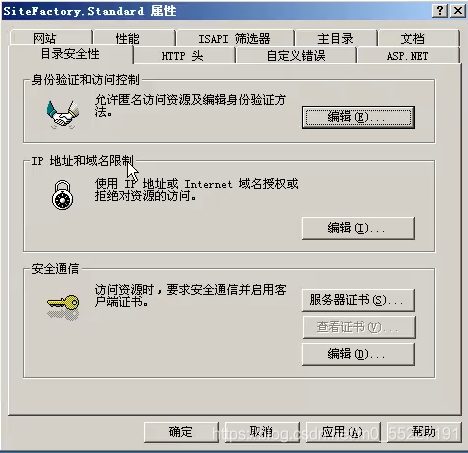 SiteFactory.Standard 属性
网站 性能 ISAPI 筛选器 主目录 文档
目录安全性 HTTP 头 自定义错误 ASP.NET
身份验证和访问控制
允许匿名访问资源及编辑身份验证方
法。
编辑(E)...
IP 地址和域名限制
使用 IP 地址或 Internet 域名授权或
拒绝对资源的访问。
编辑(I)...
安全通信
访问资源时，要求安全通信并启用客
户端证书。
服务器证书(S)...
查看证书(V)...
编辑(D)...
确定 取消 应用(A) 帮助